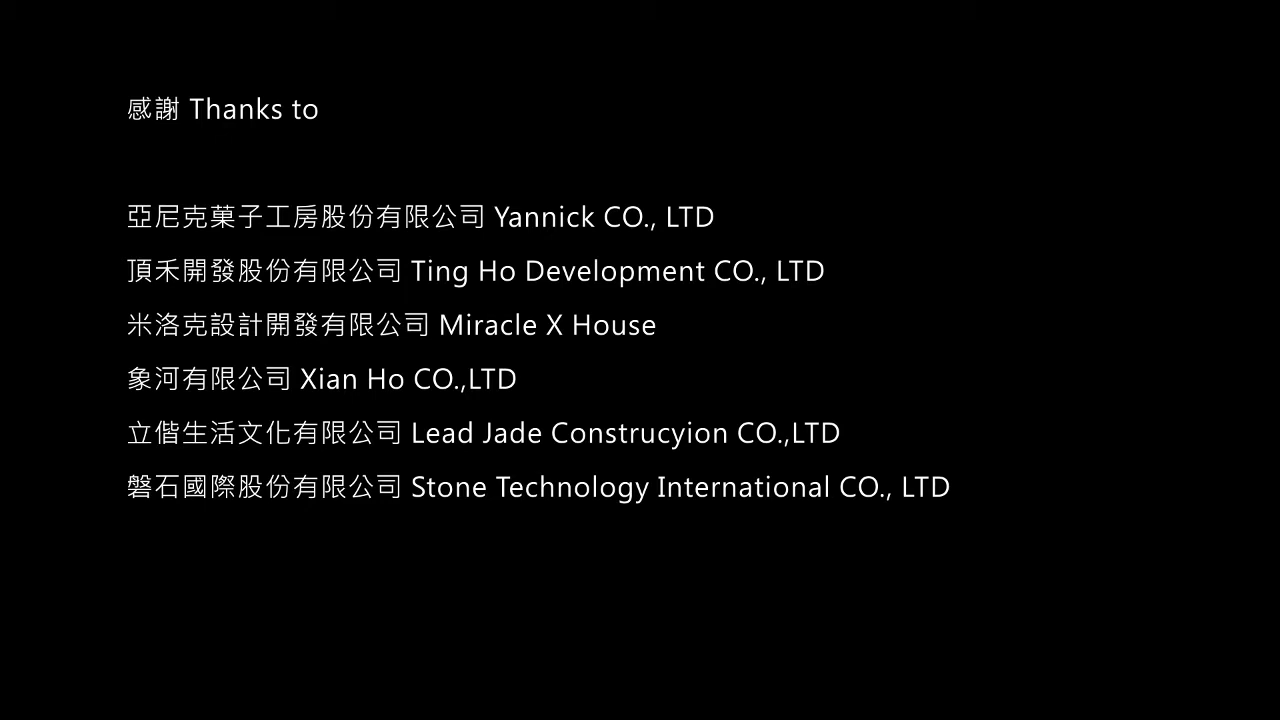 感謝 Thanks to
亞尼克菓子工房股份有限公司 Yannick CO., LTD
頂禾開發股份有限公司 Ting Ho Development CO., LTD
米洛克設計開發有限公司 Miracle X House
象河有限公司 Xian Ho CO.,LTD
立偕生活文化有限公司 Lead Jade Construcyion CO.,LTD
磐石國際股份有限公司 Stone Technology International CO., LTD